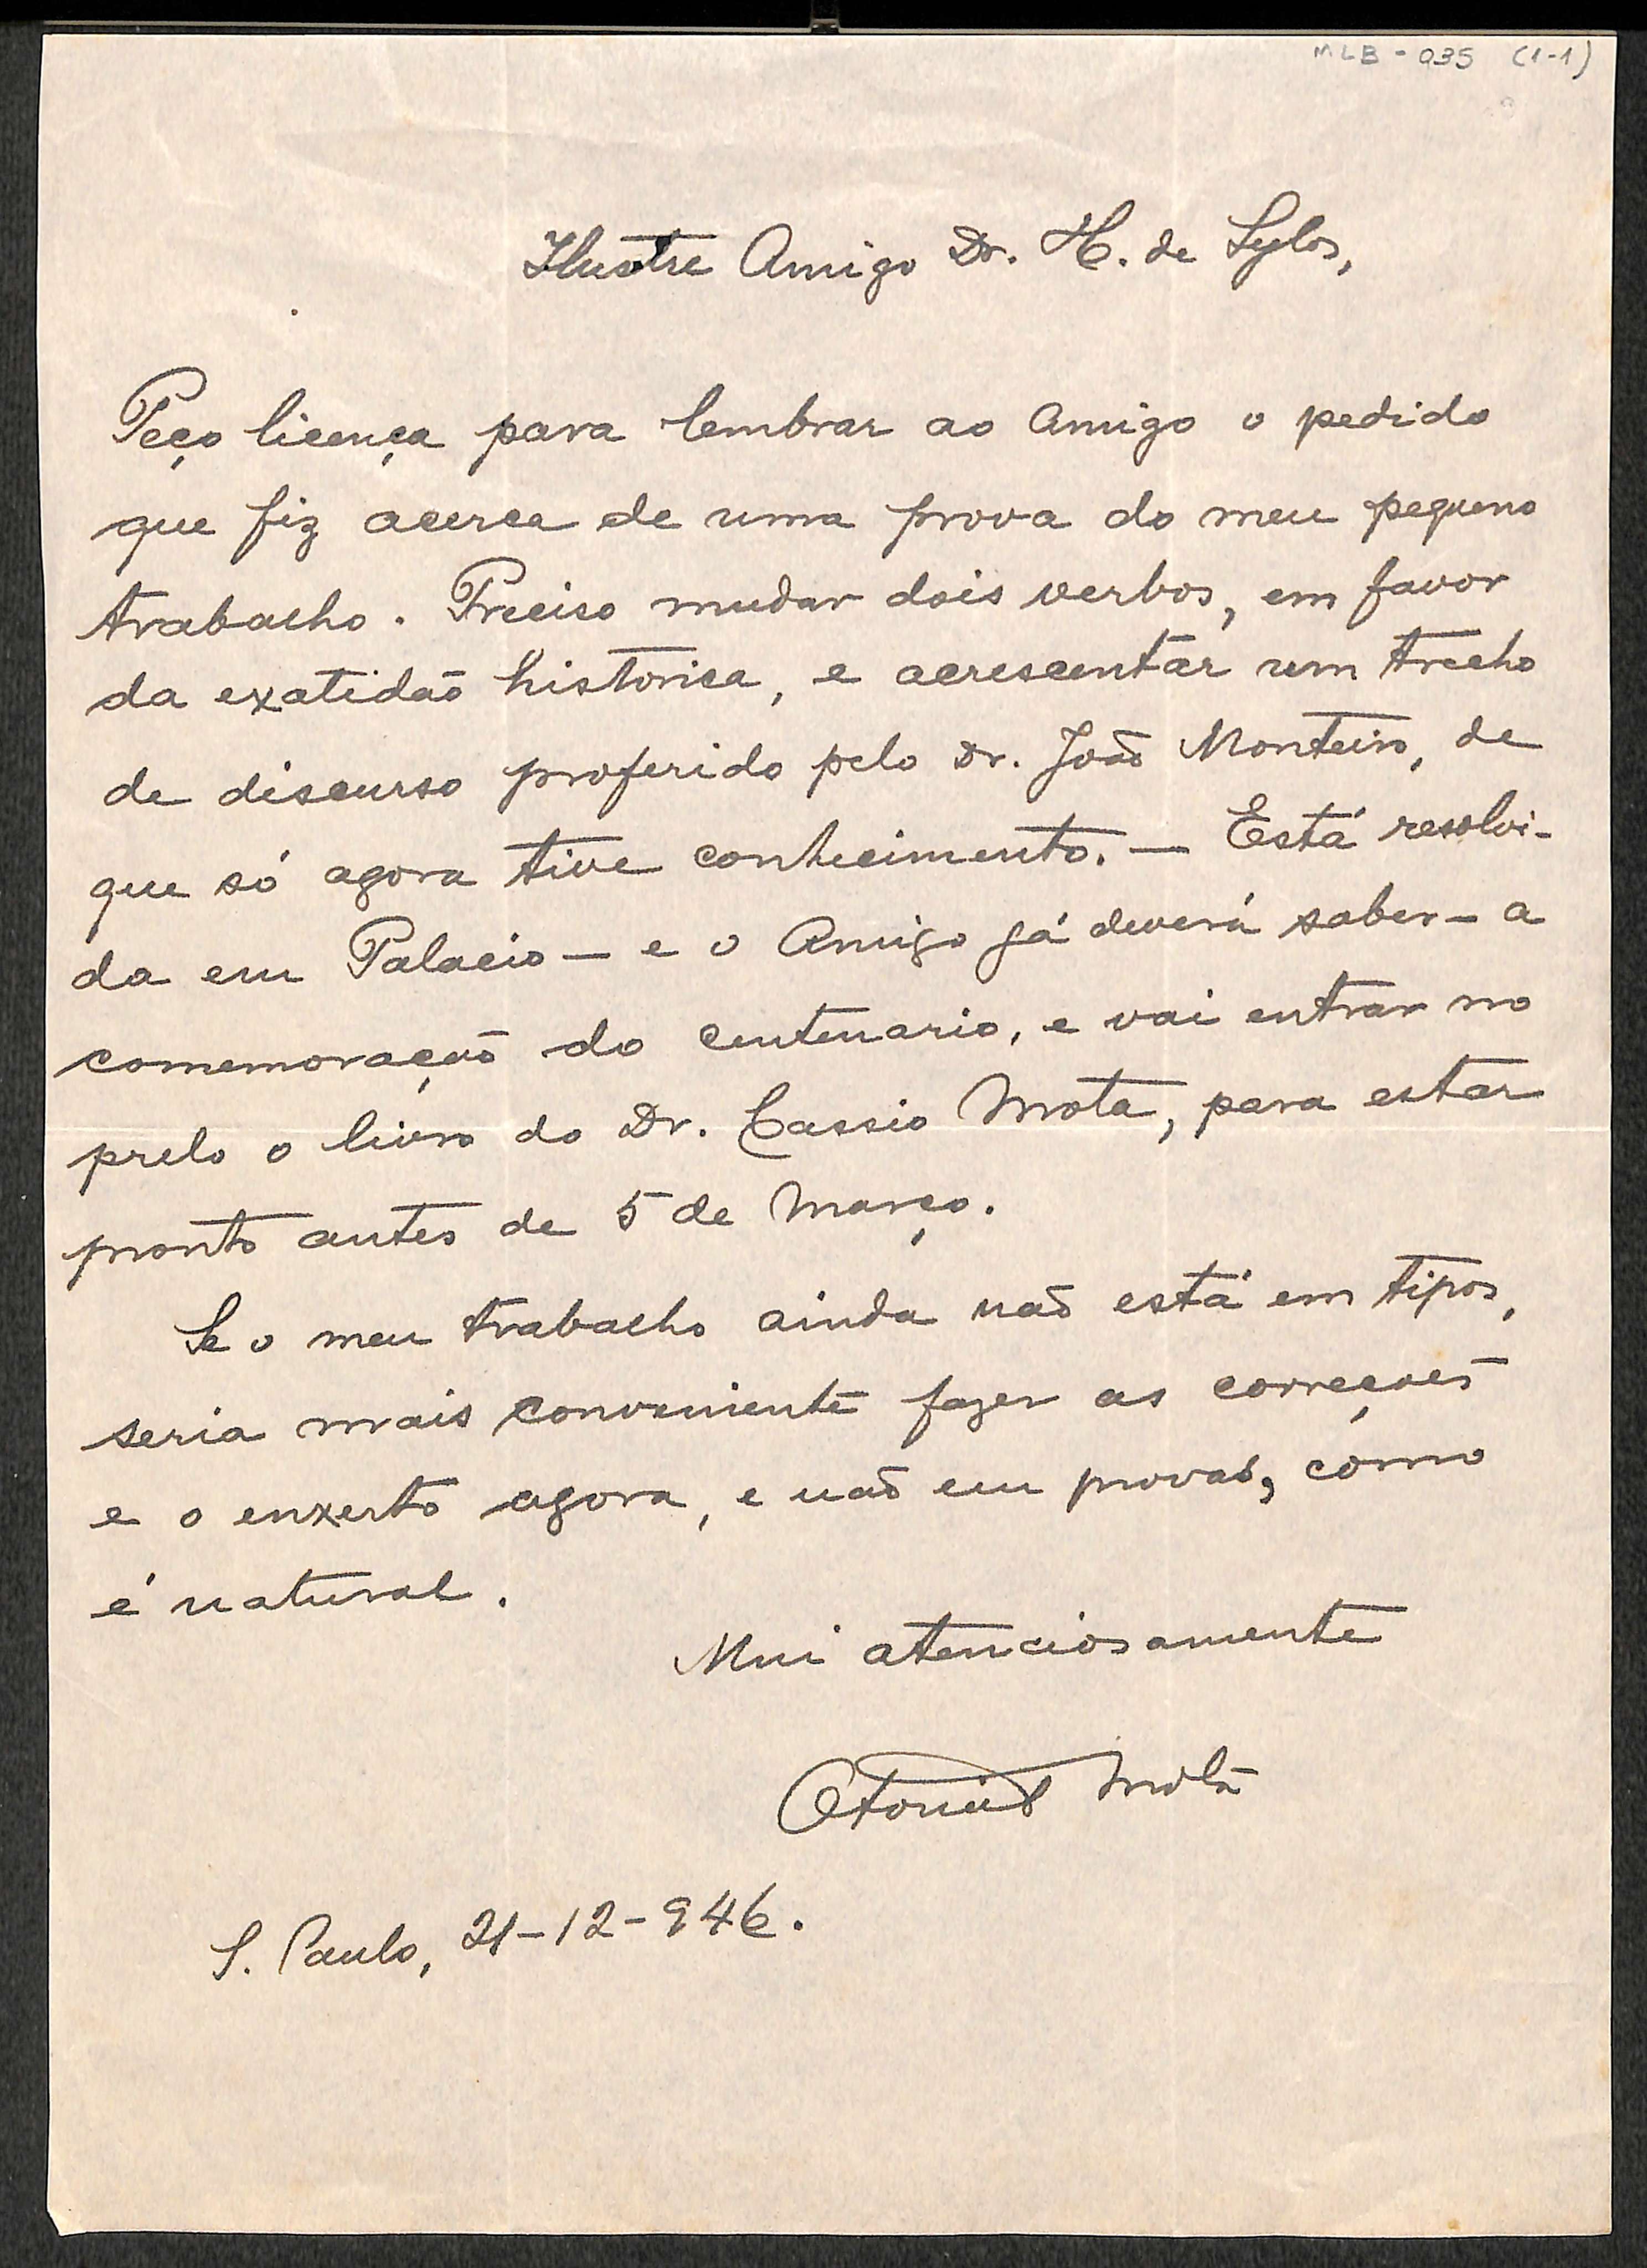 MLB - 035 (1-1)
Ilustre Amigo Dr. H. de Sylos,
Peço licença para lembrar ao Amigo o pedido
que fiz acerca de uma prova do meu pequeno
trabalho. Preciso mudar dois verbos, em favor
da exatidão historica, e acrescentar um trecho
de discurso proferido pelo Dr. João Monteiro, de
que só agora tive conhecimento. — Está resolvi-
da em Palacio — e o Amigo já deverá saber — a
comemoração do centenario, e vai entrar no
prelo o livro do Dr. Cassio Mota, para estar
pronto antes de 5 de Março.
Se o meu trabalho ainda não está em tipos,
seria mais conveniente fazer as correções
e o enxerto agora, e não em provas, como
é natural.
Mui atenciosamente
Otoniel Mota
S. Paulo, 21-12-946.